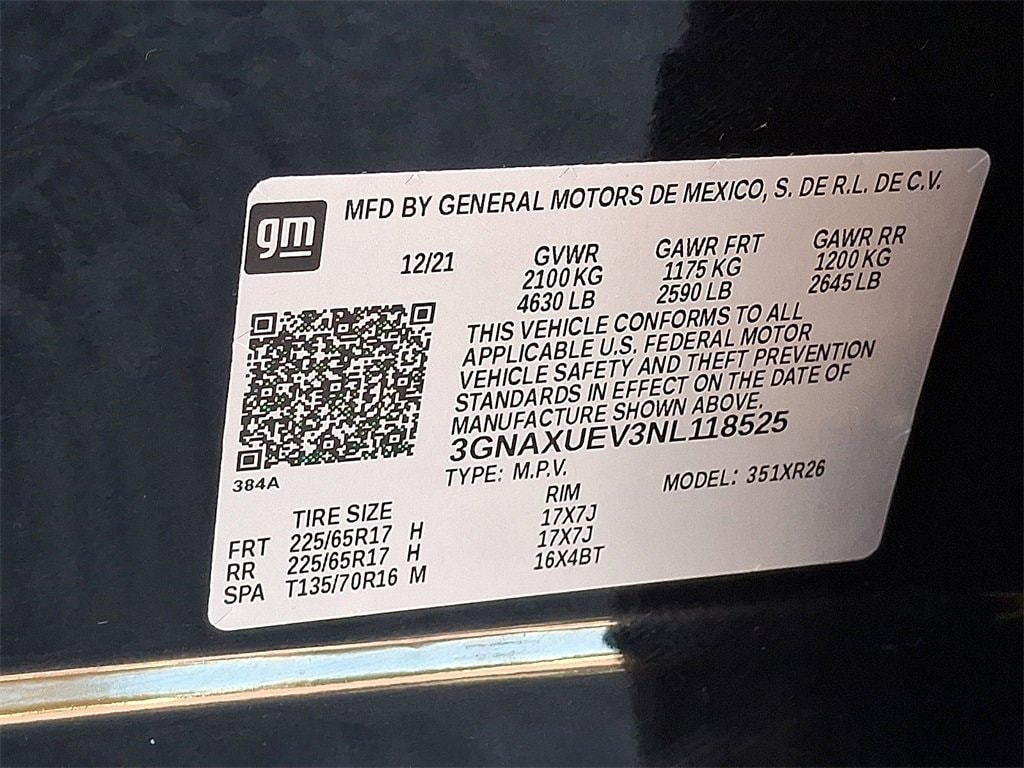 gm
MFD BY GENERAL MOTORS DE MEXICO, S. DE R.L. DE C.V.
12/21 GVWR GAWR FRT GAWR RR
2100 KG 1175 KG 1200 KG
4630 LB 2590 LB 2645 LB
THIS VEHICLE CONFORMS TO ALL
APPLICABLE U.S. FEDERAL MOTOR
VEHICLE SAFETY AND THEFT PREVENTION
STANDARDS IN EFFECT ON THE DATE OF
MANUFACTURE SHOWN ABOVE.
3GNAXUEV3NL118525
384A
TYPE: M.P.V. MODEL: 351XR26
TIRE SIZE RIM
FRT 225/65R17 H 17X7J
RR 225/65R17 H 17X7J
SPA T135/70R16 M 16X4BT